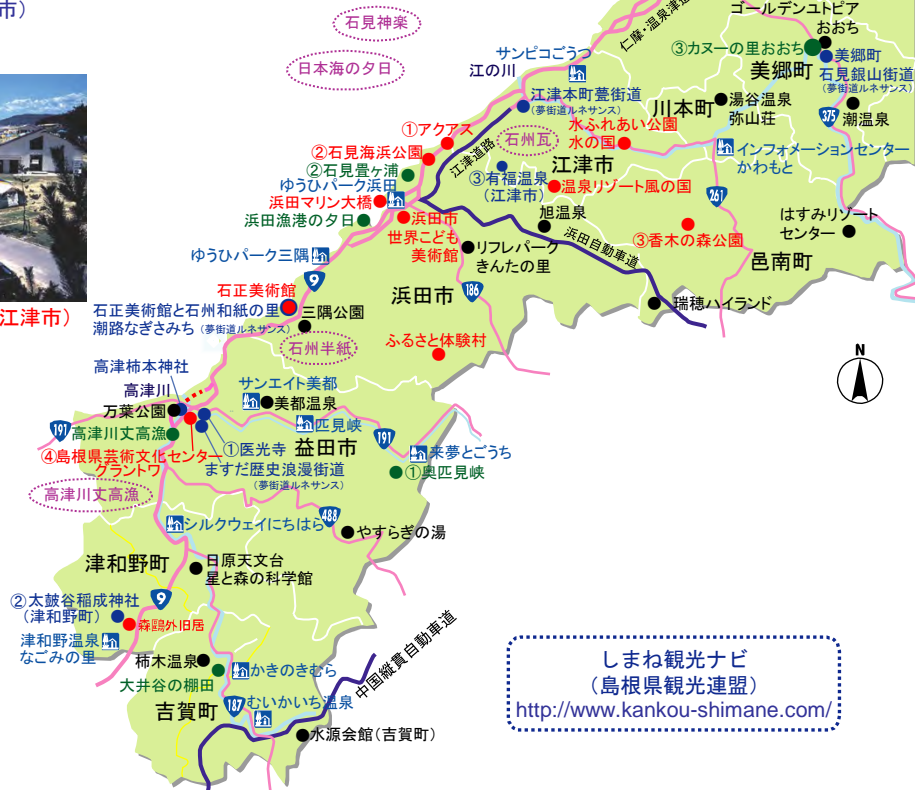 市）
石見神楽
日本海の夕日
仁摩・温泉津道
ゴールデンユートピア
おおち
③カヌーの里おおち
美郷町
美郷町
石見銀山街道
（夢街道ルネサンス）
375
潮温泉
サンピコごうつ
江の川
江津本町甍街道
（夢街道ルネサンス）
川本町
湯谷温泉
弥山荘
①アクアス
②石見海浜公園
②石見畳ヶ浦
江津道路
石州瓦
水ふれあい公園
水の国
江津市
インフォメーションセンター
かわもと
ゆうひパーク浜田
浜田マリン大橋
浜田漁港の夕日
③有福温泉
（江津市）
温泉リゾート風の国
261
浜田市
世界こども
美術館
旭温泉
はすみリゾート
センター
③香木の森公園
リフレパーク
きんたの里
浜田自動車道
邑南町
ゆうひパーク三隅
9
浜田市
186
瑞穂ハイランド
石正美術館
石正美術館と石州和紙の里
潮路なぎさみち（夢街道ルネサンス）
三隅公園
江津市）
石州半紙
ふるさと体験村
N
高津柿本神社
高津川
万葉公園
サンエイト美都
美都温泉
191
高津川丈高漁
匹見峡
191
①医光寺
益田市
来夢とごうち
④島根県芸術文化センター
グラントワ
ますだ歴史浪漫街道
（夢街道ルネサンス）
①奥匹見峡
高津川丈高漁
488
シルクウェイにちはら
やすらぎの湯
津和野町
日原天文台
星と森の科学館
9
②太皷谷稲成神社
（津和野町）
森鷗外旧居
津和野温泉
なごみの里
柿木温泉
かきのきむら
大井谷の棚田
中国縦貫自動車道
吉賀町
187
むいかいち温泉
水源会館（吉賀町）
しまね観光ナビ
（島根県観光連盟）
http://www.kankou-shimane.com/